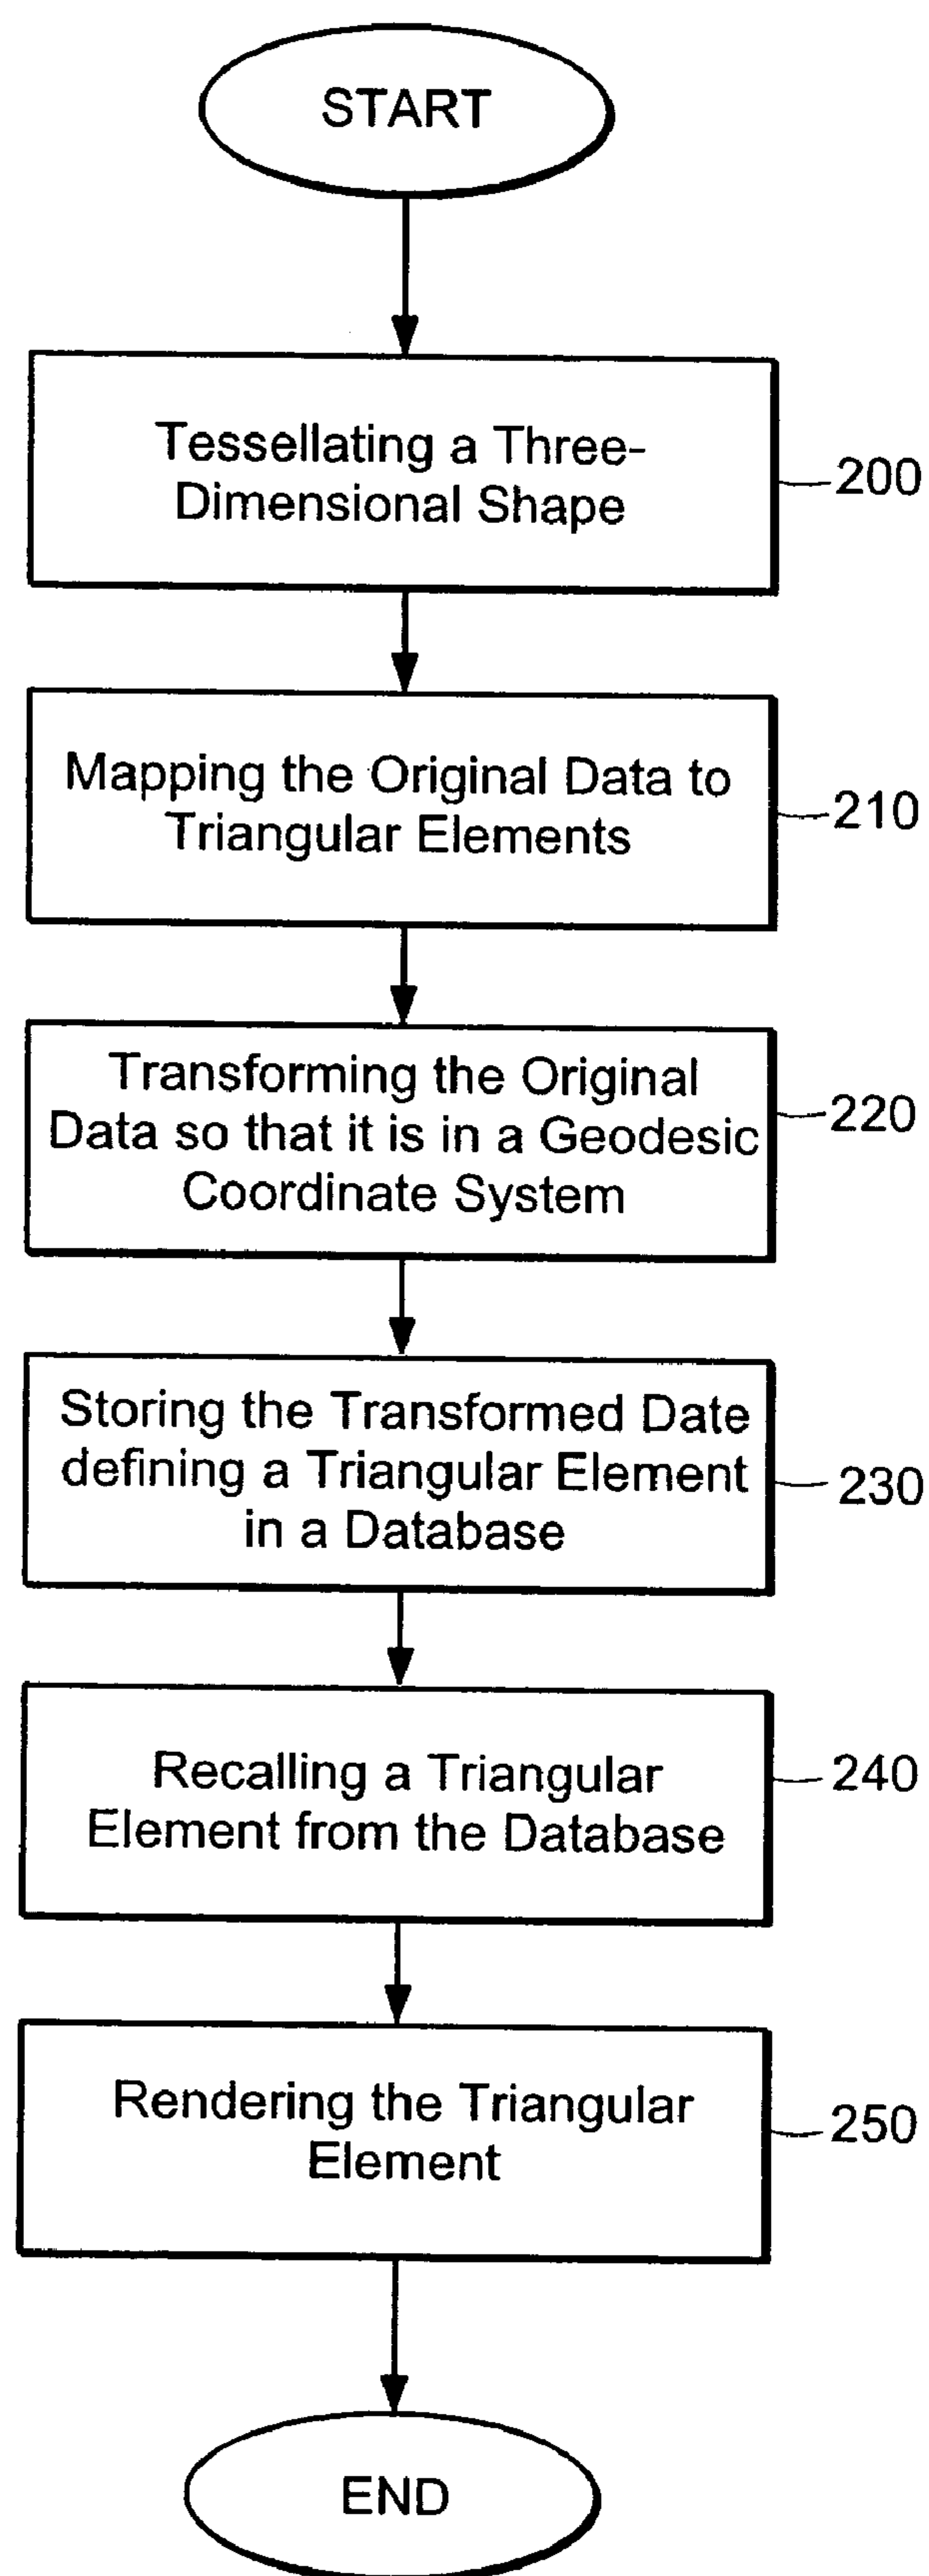 START
Tessellating a Three-
Dimensional Shape
200
Mapping the Original Data to
Triangular Elements
210
Transforming the Original
Data so that it is in a Geodesic
Coordinate System
220
Storing the Transformed Date
defining a Triangular Element
in a Database
230
Recalling a Triangular
Element from the Database
240
Rendering the Triangular
Element
250
END